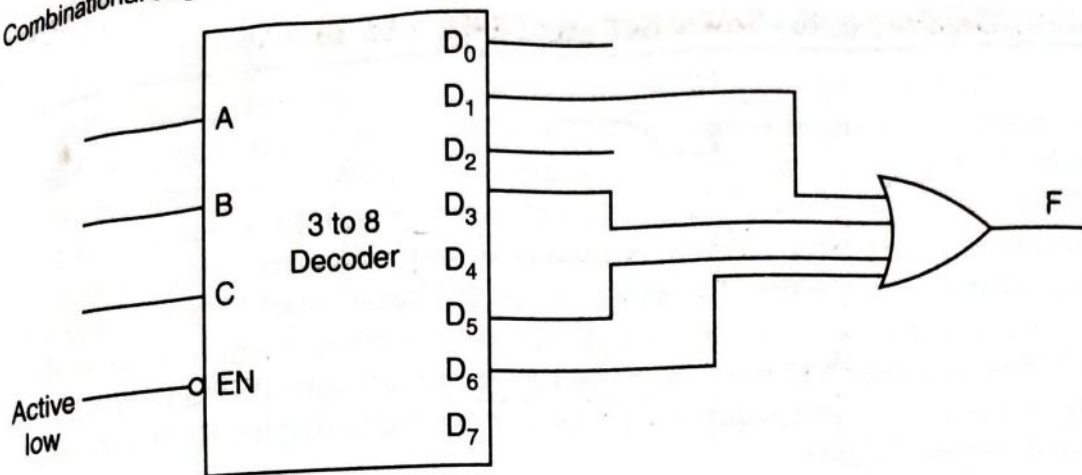 Combinational
D0
D1
A
D2
B
D3
3 to 8
Decoder
F
D4
C
D5
EN
D6
Active
low
D7